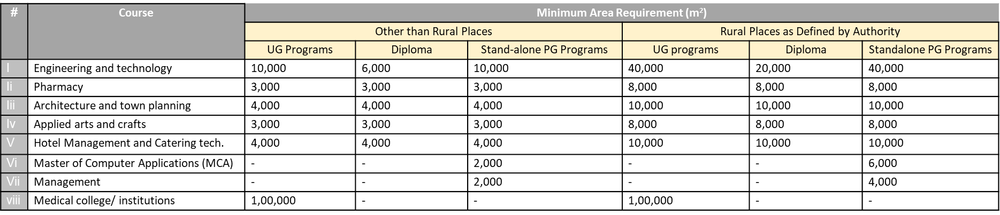 # Course Minimum Area Requirement (m²)
Other than Rural Places Rural Places as Defined by Authority
UG Programs Diploma Stand-alone PG Programs UG programs Diploma Standalone PG Programs
I Engineering and technology 10,000 6,000 10,000 40,000 20,000 40,000
Ii Pharmacy 3,000 3,000 3,000 8,000 8,000 8,000
Iii Architecture and town planning 4,000 4,000 4,000 10,000 10,000 10,000
Iv Applied arts and crafts 3,000 3,000 3,000 8,000 8,000 8,000
V Hotel Management and Catering tech. 4,000 4,000 4,000 10,000 10,000 10,000
Vi Master of Computer Applications (MCA) - - 2,000 - - 6,000
Vii Management - - 2,000 - - 4,000
viii Medical college/ institutions 1,00,000 - - 1,00,000 - -